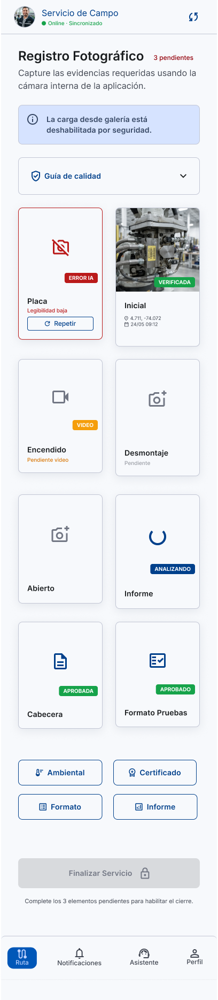 Servicio de Campo
Online · Sincronizado
Registro Fotográfico
3 pendientes
Capture las evidencias requeridas usando la
cámara interna de la aplicación.
La carga desde galería está
deshabilitada por seguridad.
Guía de calidad
ERROR IA
Placa
Legibilidad baja
Repetir
VERIFICADA
Inicial
4.711, -74.072
24/05 09:12
VIDEO
Encendido
Pendiente video
Desmontaje
Pendiente
Abierto
ANALIZANDO
Informe
APROBADA
Cabecera
APROBADO
Formato Pruebas
Ambiental
Certificado
Formato
Informe
Finalizar Servicio
Complete los 3 elementos pendientes para habilitar el cierre.
Ruta
Notificaciones
Asistente
Perfil